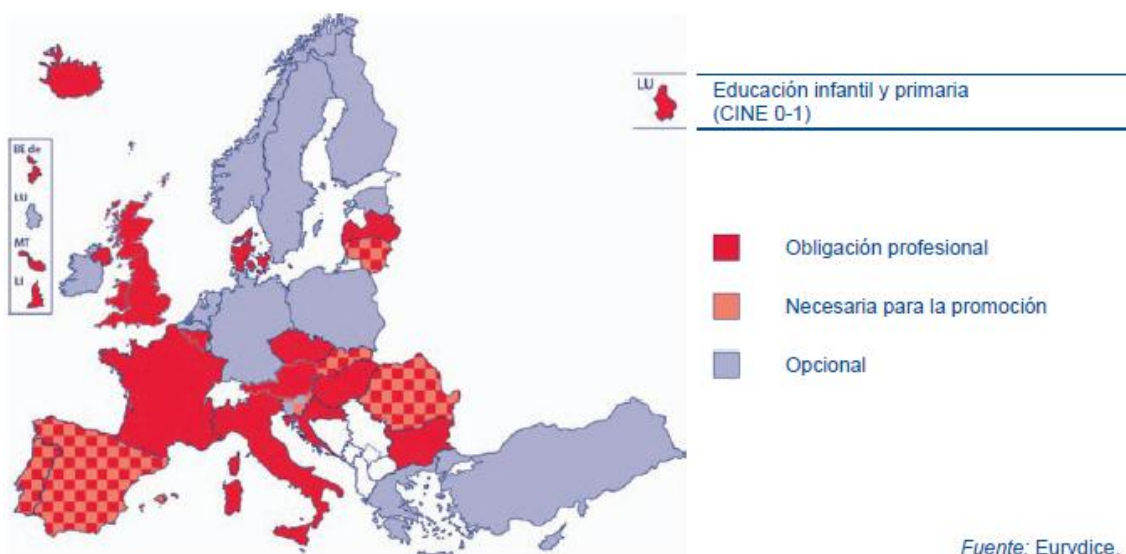 BE de
LU
MT
LI
LU
Educación infantil y primaria
(CINE 0-1)
Obligación profesional
Necesaria para la promoción
Opcional
Fuente: Eurydice.